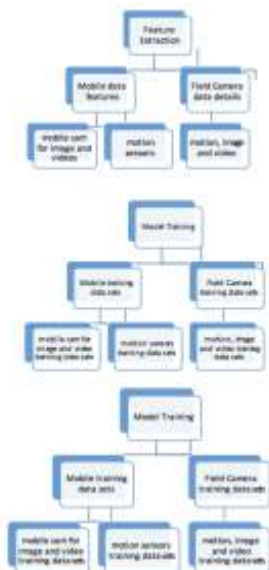 Feature
Extraction
Mobile data
features
Field Camera
data details
mobile cam
for image and
videos
motion
sensors
motion, image
and video
Model Training
Mobile training
data sets
Field Camera
training data sets
mobile cam for
image and video
training data sets
motion sensors
training data sets
motion, image
and video training
data sets
Model Training
Mobile training
data sets
Field Camera
training data sets
mobile cam for
image and video
training data sets
motion sensors
training data sets
motion, image
and video
training data sets